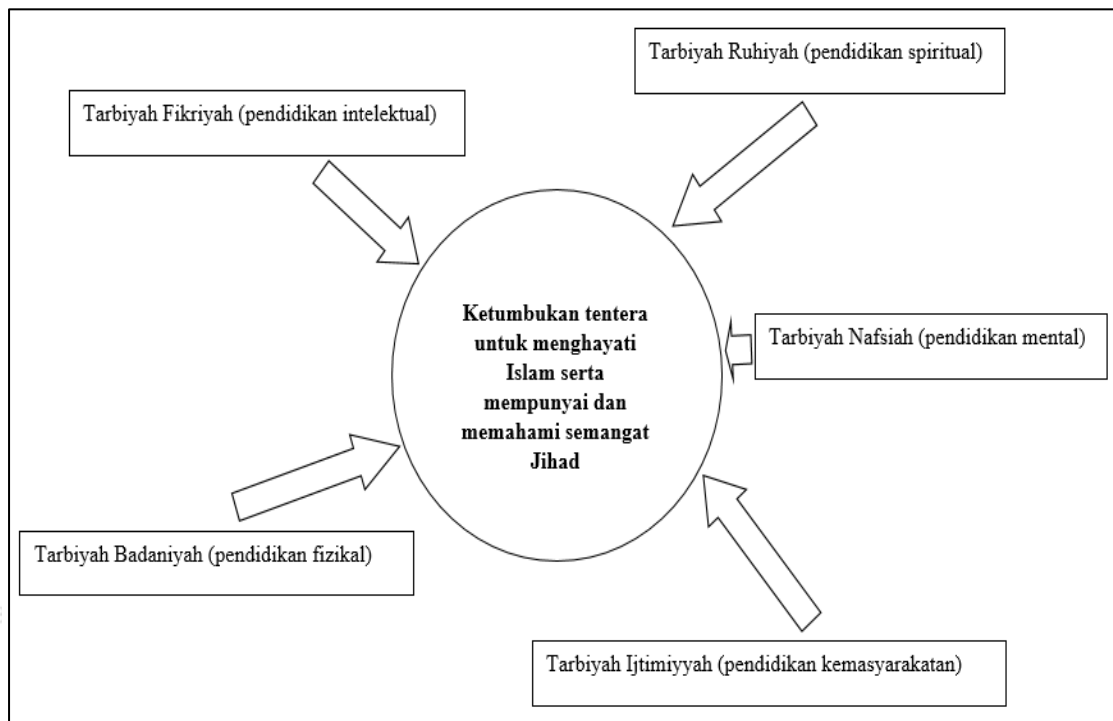 Tarbiyah Ruhiyah (pendidikan spiritual)
Tarbiyah Fikriyah (pendidikan intelektual)
Ketumbukan tentera
untuk menghayati
Islam serta
mempunyai dan
memahami semangat
Jihad
Tarbiyah Nafsiah (pendidikan mental)
Tarbiyah Badaniyah (pendidikan fizikal)
Tarbiyah Ijtimiyyah (pendidikan kemasyarakatan)